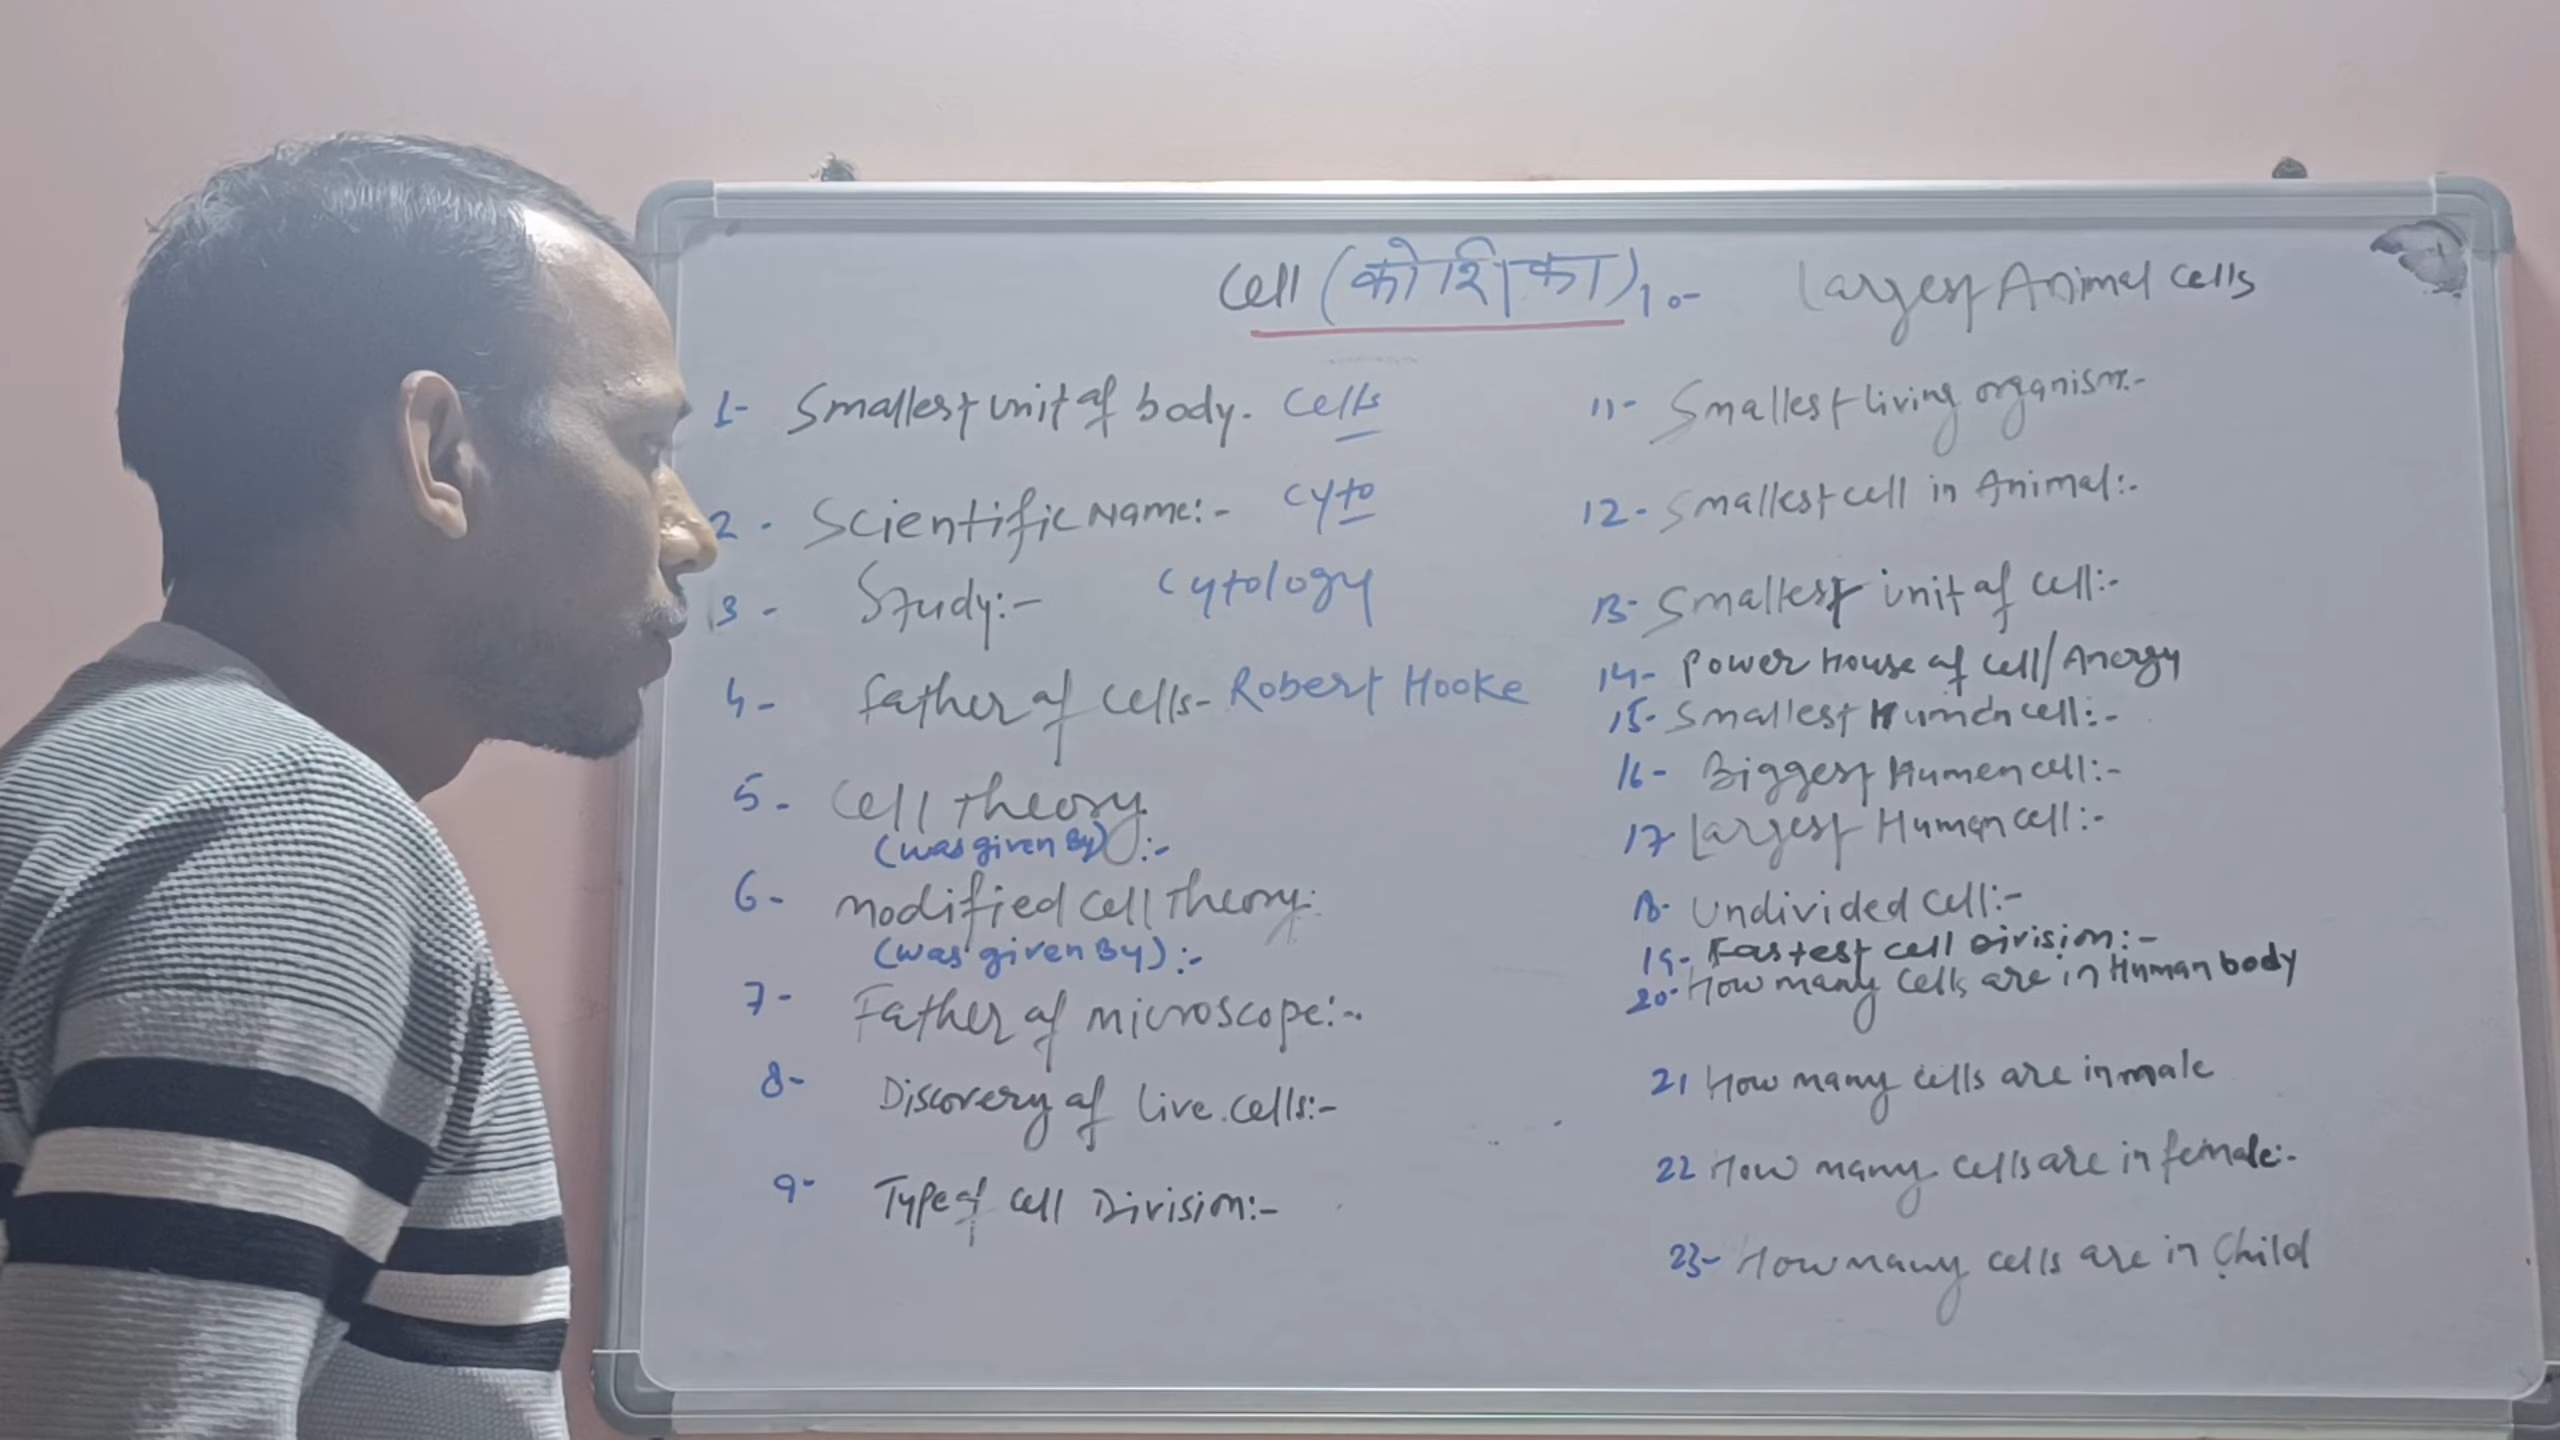 Cell (कोशिका)
1- Smallest unit of body. Cells
2- Scientific Name:- Cyto
3- Study:- Cytology
4- Father of Cells- Robert Hooke
5- Cell theory
(was given By) :-
6- Modified Cell Theory:
(was given By) :-
7- Father of microscope:-
8- Discovery of Live Cells:-
9- Type of Cell Division:-
10- Largest Animal Cells
11- Smallest living organism:-
12- Smallest cell in Animal:-
13- Smallest unit of Cell:-
14- Power House of Cell/Anergy
15- Smallest Human cell:-
16- Biggest Humen cell:-
17 Largest Human cell:-
18- Undivided Cell:-
19- Fastest cell Division:-
20- How many Cells are in Human body
21 How many cells are in male
22 How many cells are in female:-
23- How many cells are in Child